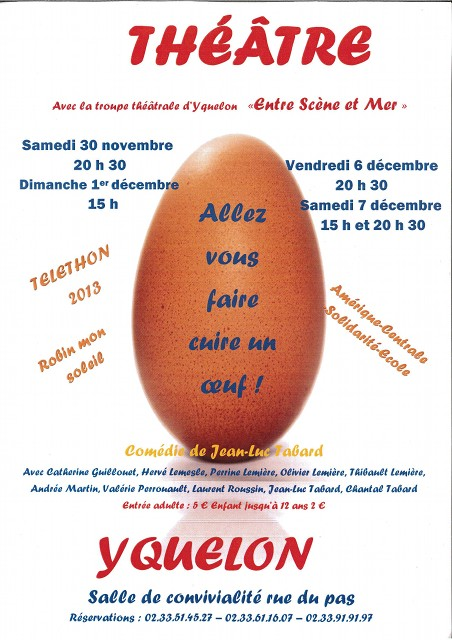 THÉÂTRE
Avec la troupe théâtrale d'Yquelon «Entre Scène et Mer »
Samedi 30 novembre
20 h 30
Dimanche 1er décembre
15 h
Vendredi 6 décembre
20 h 30
Samedi 7 décembre
15 h et 20 h 30
Allez
vous
faire
cuire un
œuf !
TELETHON
2013
Robin mon
soleil
Amérique-Centrale
-Solidarité-Ecole
Comédie de Jean-Luc Tabard
Avec Catherine Guillouet, Hervé Lemesle, Perrine Lemière, Olivier Lemière, Thibault Lemière,
Andrée Martin, Valérie Perrouault, Laurent Roussin, Jean-Luc Tabard, Chantal Tabard
Entrée adulte : 5 € Enfant jusqu'à 12 ans 2 €
YQUELON
Salle de convivialité rue du pas
Réservations : 02.33.51.45.27 – 02.33.61.16.07 – 02.33.91.91.97